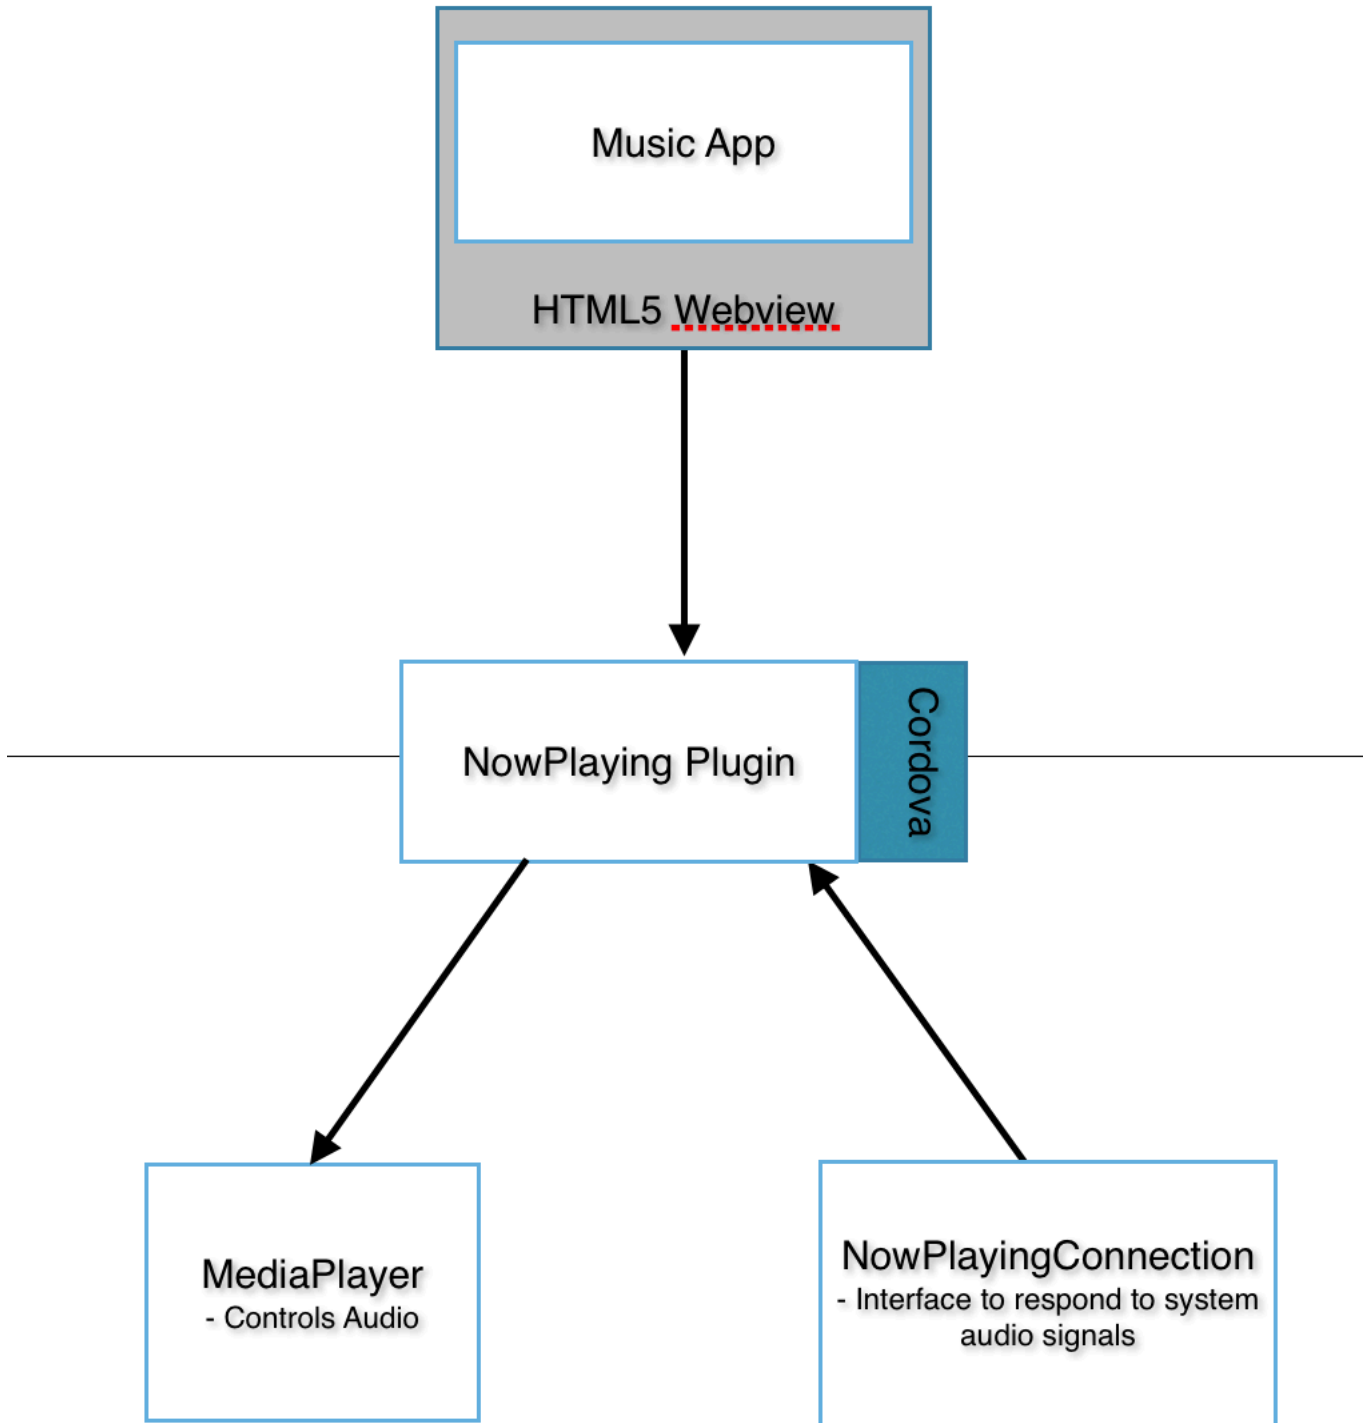 Music App
HTML5 Webview
NowPlaying Plugin
Cordova
MediaPlayer
- Controls Audio
NowPlayingConnection
- Interface to respond to system
audio signals